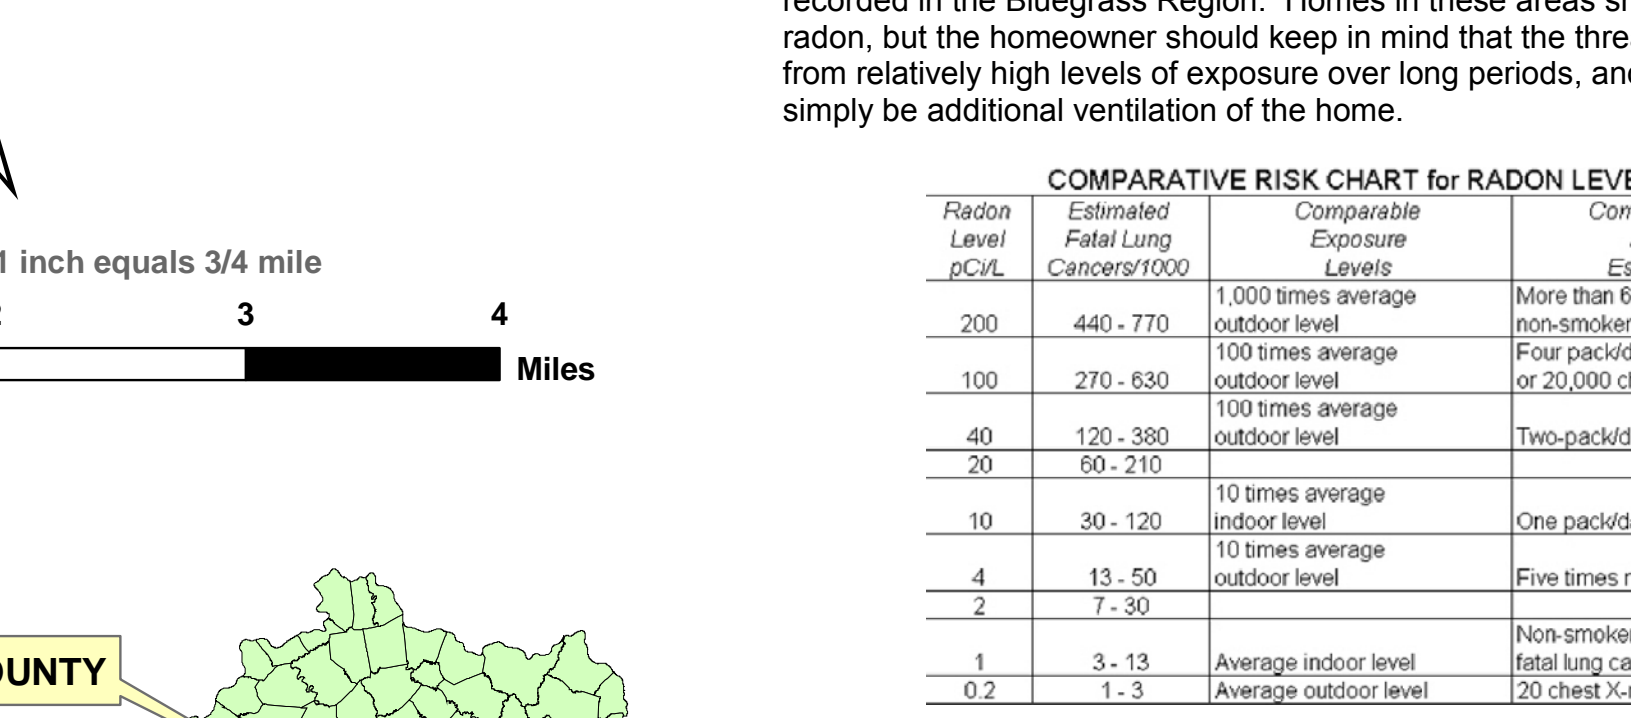 recorded in the Bluegrass Region. Homes in these areas
radon, but the homeowner should keep in mind that the
from relatively high levels of exposure over long periods,
simply be additional ventilation of the home.
1 inch equals 3/4 mile
3 4
Miles
OUNTY
COMPARATIVE RISK CHART for RADON
Radon Estimated Comparable
Level Fatal Lung Exposure
pCi/L Cancers/1000 Levels
1,000 times average More than 6
200 440 - 770 outdoor level non-smoker
100 times average Four pack/d
100 270 - 630 outdoor level or 20,000
100 times average
40 120 - 380 outdoor level Two-pack/d
20 60 - 210
10 times average
10 30 - 120 indoor level One pack/d
10 times average
4 13 - 50 outdoor level Five times
2 7 - 30
Non-smoker
1 3 - 13 Average indoor level fatal lung ca
0.2 1 - 3 Average outdoor level 20 chest X-